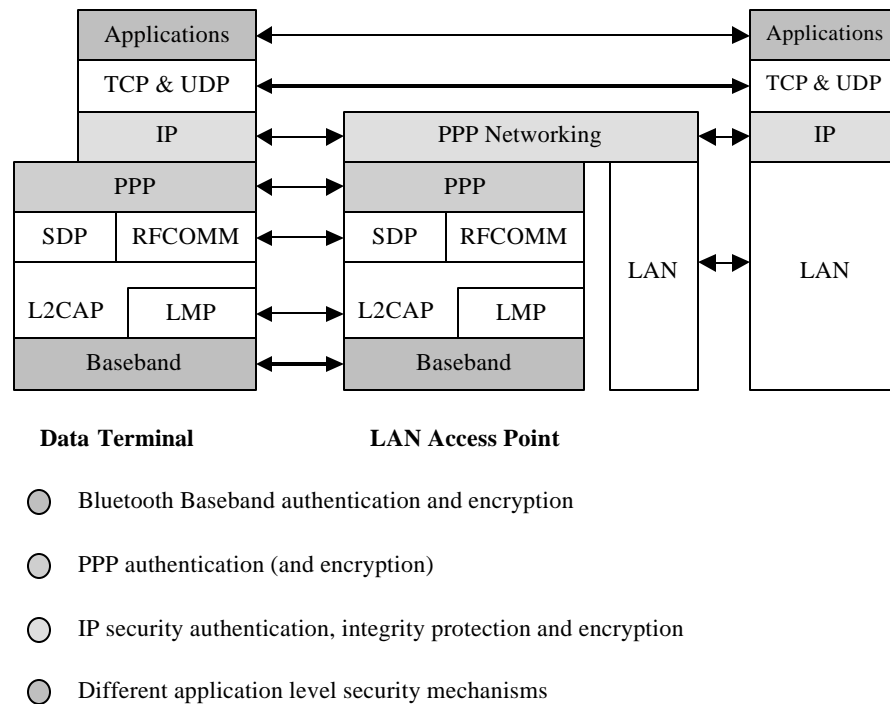 Applications Applications
TCP & UDP TCP & UDP
IP PPP Networking IP
PPP PPP
SDP RFCOMM SDP RFCOMM
LAN LAN
L2CAP LMP L2CAP LMP
Baseband Baseband
Data Terminal LAN Access Point
Bluetooth Baseband authentication and encryption
PPP authentication (and encryption)
IP security authentication, integrity protection and encryption
Different application level security mechanisms